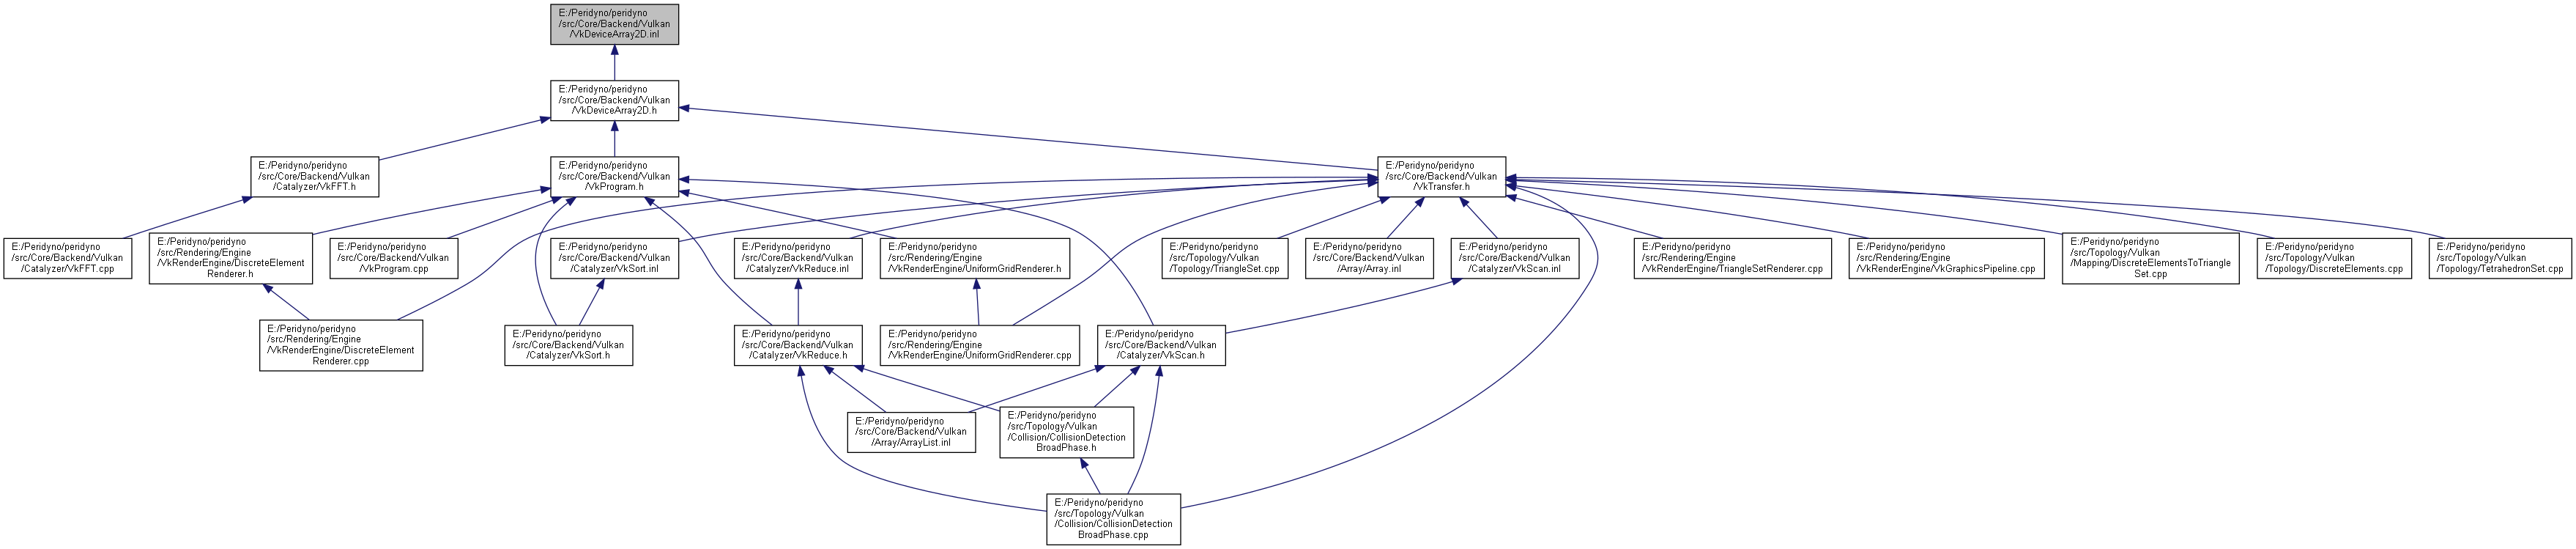 E:/Peridyno/peridyno
/src/Core/Backend/Vulkan
/VkDeviceArray2D.inl
E:/Peridyno/peridyno
/src/Core/Backend/Vulkan
/VkDeviceArray2D.h
E:/Peridyno/peridyno
/src/Core/Backend/Vulkan
/Catalyzer/VkFFT.h
E:/Peridyno/peridyno
/src/Core/Backend/Vulkan
/VkProgram.h
E:/Peridyno/peridyno
/src/Core/Backend/Vulkan
/VkTransfer.h
E:/Peridyno/peridyno
/src/Core/Backend/Vulkan
/Catalyzer/VkFFT.cpp
E:/Peridyno/peridyno
/src/Rendering/Engine
/VkRenderEngine/DiscreteElement
Renderer.h
E:/Peridyno/peridyno
/src/Core/Backend/Vulkan
/VkProgram.cpp
E:/Peridyno/peridyno
/src/Core/Backend/Vulkan
/Catalyzer/VkSort.inl
E:/Peridyno/peridyno
/src/Core/Backend/Vulkan
/Catalyzer/VkReduce.inl
E:/Peridyno/peridyno
/src/Rendering/Engine
/VkRenderEngine/UniformGridRenderer.h
E:/Peridyno/peridyno
/src/Topology/Vulkan
/Topology/TriangleSet.cpp
E:/Peridyno/peridyno
/src/Core/Backend/Vulkan
/Array/Array.inl
E:/Peridyno/peridyno
/src/Core/Backend/Vulkan
/Catalyzer/VkScan.inl
E:/Peridyno/peridyno
/src/Rendering/Engine
/VkRenderEngine/TriangleSetRenderer.cpp
E:/Peridyno/peridyno
/src/Rendering/Engine
/VkRenderEngine/VkGraphicsPipeline.cpp
E:/Peridyno/peridyno
/src/Topology/Vulkan
/Mapping/DiscreteElementsToTriangle
Set.cpp
E:/Peridyno/peridyno
/src/Topology/Vulkan
/Topology/DiscreteElements.cpp
E:/Peridyno/peridyno
/src/Topology/Vulkan
/Topology/TetrahedronSet.cpp
E:/Peridyno/peridyno
/src/Rendering/Engine
/VkRenderEngine/DiscreteElement
Renderer.cpp
E:/Peridyno/peridyno
/src/Core/Backend/Vulkan
/Catalyzer/VkSort.h
E:/Peridyno/peridyno
/src/Core/Backend/Vulkan
/Catalyzer/VkReduce.h
E:/Peridyno/peridyno
/src/Rendering/Engine
/VkRenderEngine/UniformGridRenderer.cpp
E:/Peridyno/peridyno
/src/Core/Backend/Vulkan
/Catalyzer/VkScan.h
E:/Peridyno/peridyno
/src/Core/Backend/Vulkan
/Array/ArrayList.inl
E:/Peridyno/peridyno
/src/Topology/Vulkan
/Collision/CollisionDetection
BroadPhase.h
E:/Peridyno/peridyno
/src/Topology/Vulkan
/Collision/CollisionDetection
BroadPhase.cpp